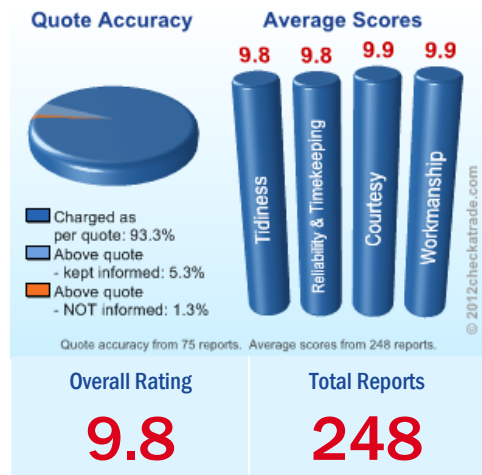 Quote Accuracy
Charged as
per quote: 93.3%
Above quote
- kept informed: 5.3%
Above quote
- NOT informed: 1.3%
Average Scores
9.8 9.8 9.9 9.9
Tidiness
Reliability & Timekeeping
Courtesy
Workmanship
© 2012checkatrade.com
Quote accuracy from 75 reports. Average scores from 248 reports.
Overall Rating
9.8
Total Reports
248